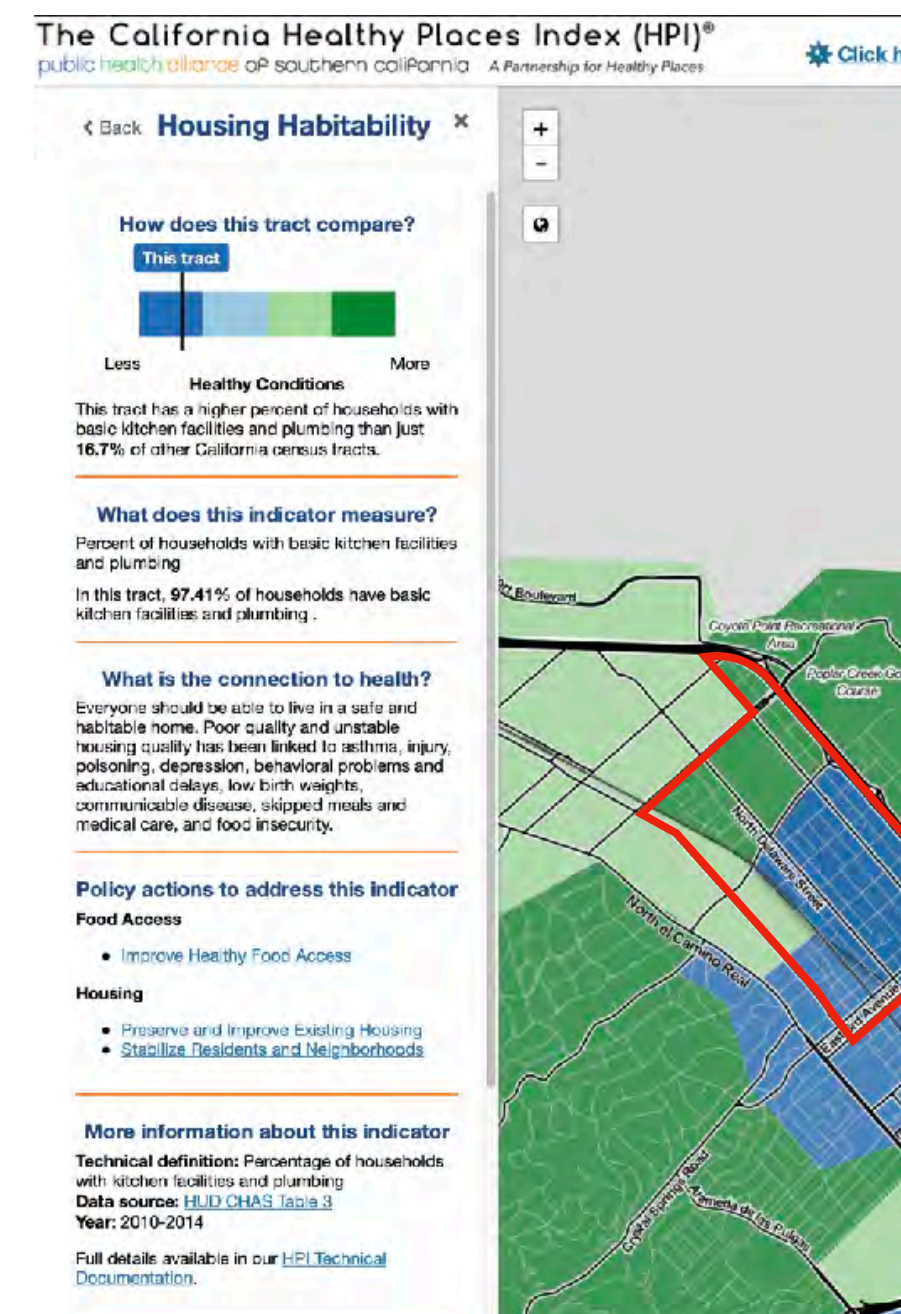 The California Healthy Places Index (HPI)®
public health alliance of southern california A Partnership for Healthy Places
Click h
Back Housing Habitability ×
+
-
How does this tract compare?
This tract
Less More
Healthy Conditions
This tract has a higher percent of households with
basic kitchen facilities and plumbing than just
16.7% of other California census tracts.
What does this indicator measure?
Percent of households with basic kitchen facilities
and plumbing
In this tract, 97.41% of households have basic
kitchen facilities and plumbing .
What is the connection to health?
Everyone should be able to live in a safe and
habitable home. Poor quality and unstable
housing quality has been linked to asthma, injury,
poisoning, depression, behavioral problems and
educational delays, low birth weights,
communicable disease, skipped meals and
medical care, and food insecurity.
Policy actions to address this indicator
Food Access
• Improve Healthy Food Access
Housing
• Preserve and Improve Existing Housing
• Stabilize Residents and Neighborhoods
More information about this indicator
Technical definition: Percentage of households
with kitchen facilities and plumbing
Data source: HUD CHAS Table 3
Year: 2010-2014
Full details available in our HPI Technical
Documentation.
Boulevard
Coyote Point Recreational
Area
Poplar Creek Go
Course
North Delaware Street
North el Camino Real
Avenue
Crystal Springs Road
Alameda de las Pulgas